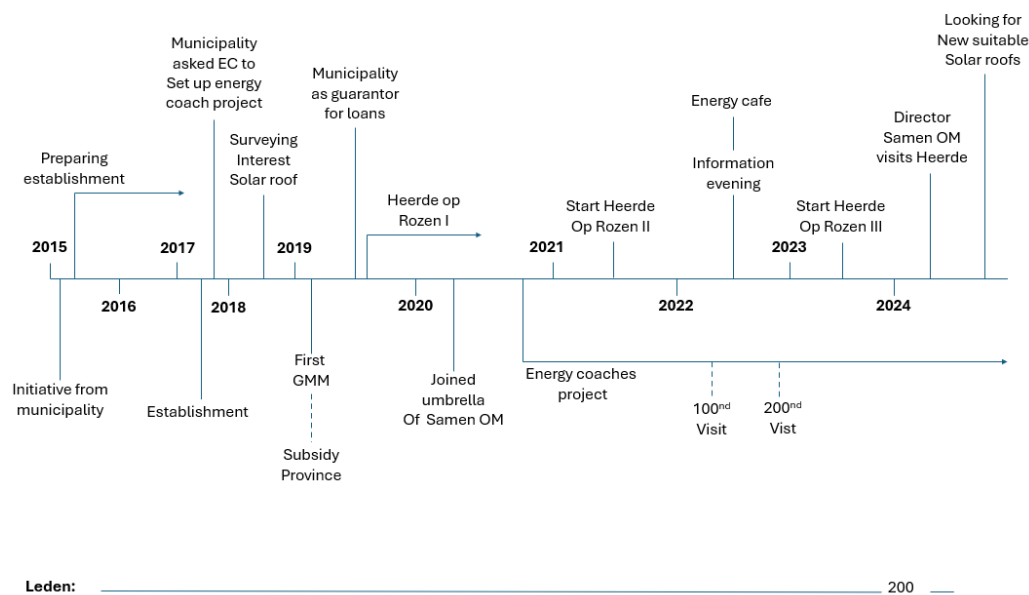 Looking for
New suitable
Solar roofs
Municipality
asked EC to
Set up energy
coach project
Municipality
as guarantor
for loans
Energy cafe
Director
Samen OM
visits Heerde
Surveying
Interest
Solar roof
Preparing
establishment
Information
evening
Heerde op
Rozen I
Start Heerde
Op Rozen II
Start Heerde
Op Rozen III
2015
2017
2019
2021
2023
2016
2018
2020
2022
2024
Initiative from
municipality
Establishment
First
GMM
Subsidy
Province
Joined
umbrella
Of Samen OM
Energy coaches
project
100nd
Visit
200nd
Vist
Leden: 200